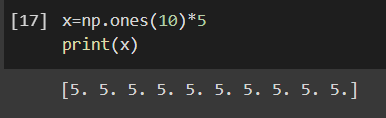 [17] x=np.ones(10)*5
print(x)
[5. 5. 5. 5. 5. 5. 5. 5. 5. 5.]